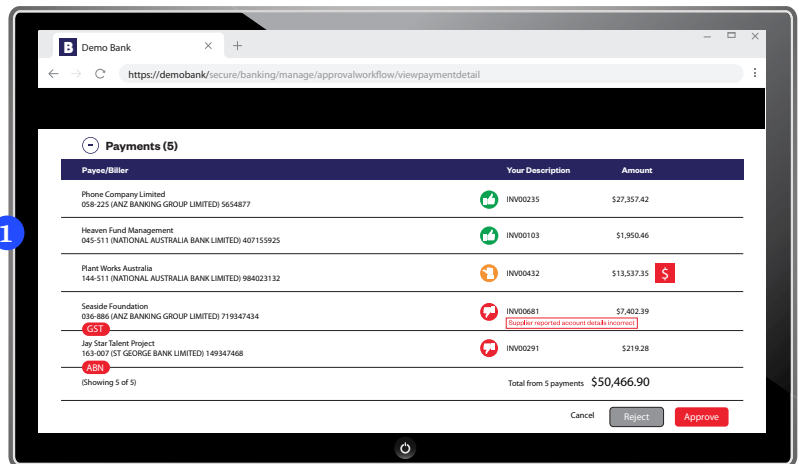 B Demo Bank × +
https://demobank/secure/banking/manage/approvalworkflow/viewpaymentdetail
Payments (5)
Payee/Biller Your Description Amount
Phone Company Limited
058-225 (ANZ BANKING GROUP LIMITED) 5654877 INV00235 $27,357.42
Heaven Fund Management
045-511 (NATIONAL AUSTRALIA BANK LIMITED) 407155925 INV00103 $1,950.46
1
Plant Works Australia
144-511 (NATIONAL AUSTRALIA BANK LIMITED) 984023132 INV00432 $13,537.35 $
Seaside Foundation
036-886 (ANZ BANKING GROUP LIMITED) 719347434 INV00681 $7,402.39
Supplier reported account details incorrect
GST
Jay Star Talent Project
163-007 (ST GEORGE BANK LIMITED) 149347468 INV00291 $219.28
ABN
(Showing 5 of 5) Total from 5 payments $50,466.90
Cancel Reject Approve